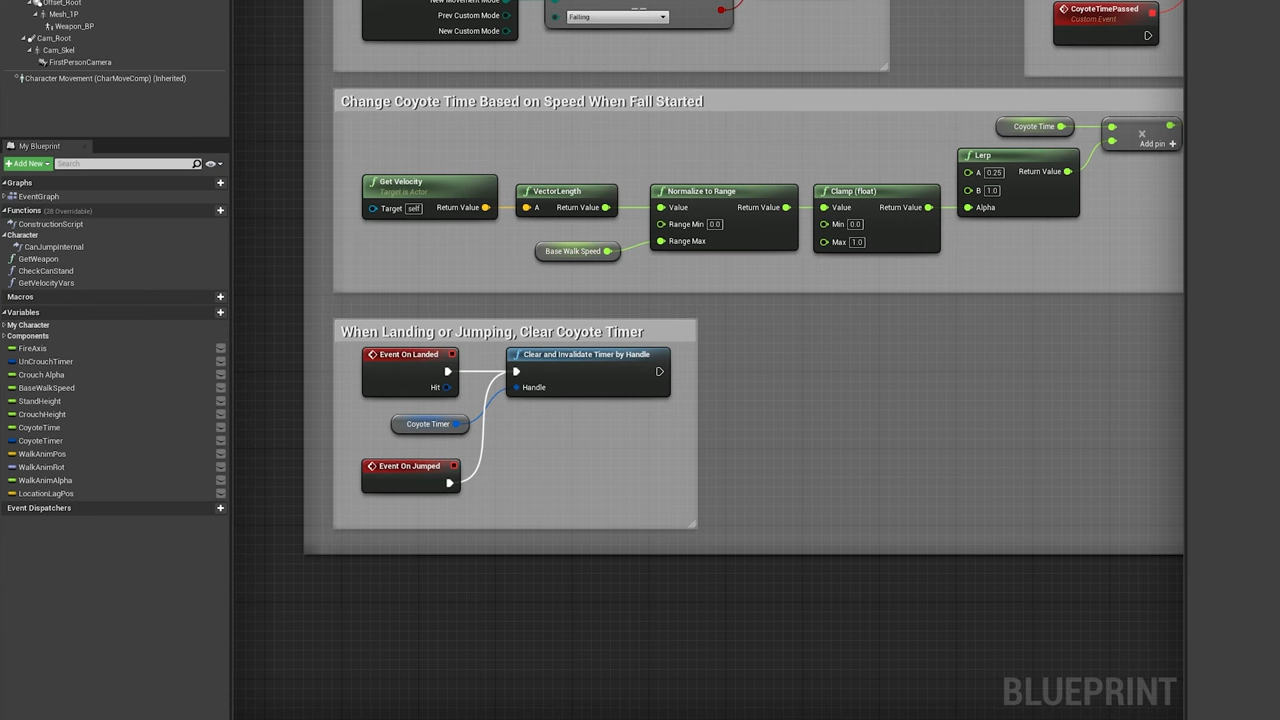 Offset_Root
Mesh_1P
Weapon_BP
Cam_Root
Cam_Skel
FirstPersonCamera
Character Movement (CharMoveComp) (Inherited)
My Blueprint
Add New
Search
Graphs
EventGraph
Functions (28 Overridable)
ConstructionScript
Character
CanJumpInternal
GetWeapon
CheckCanStand
GetVelocityVars
Macros
Variables
My Character
Components
FireAxis
UnCrouchTimer
Crouch Alpha
BaseWalkSpeed
StandHeight
CrouchHeight
CoyoteTime
CoyoteTimer
WalkAnimPos
WalkAnimRot
WalkAnimAlpha
LocationLagPos
Event Dispatchers
New Movement Mode
Prev Custom Mode
New Custom Mode
Falling
CoyoteTimePassed
Custom Event
Change Coyote Time Based on Speed When Fall Started
Coyote Time
Add pin
Get Velocity
Target is Actor
Target self Return Value
VectorLength
A Return Value
Base Walk Speed
Normalize to Range
Value Return Value
Range Min 0.0
Range Max
Clamp (float)
Value Return Value
Min 0.0
Max 1.0
Lerp
A 0.25 Return Value
B 1.0
Alpha
When Landing or Jumping, Clear Coyote Timer
Event On Landed
Hit
Clear and Invalidate Timer by Handle
Handle
Coyote Timer
Event On Jumped
BLUEPRINT